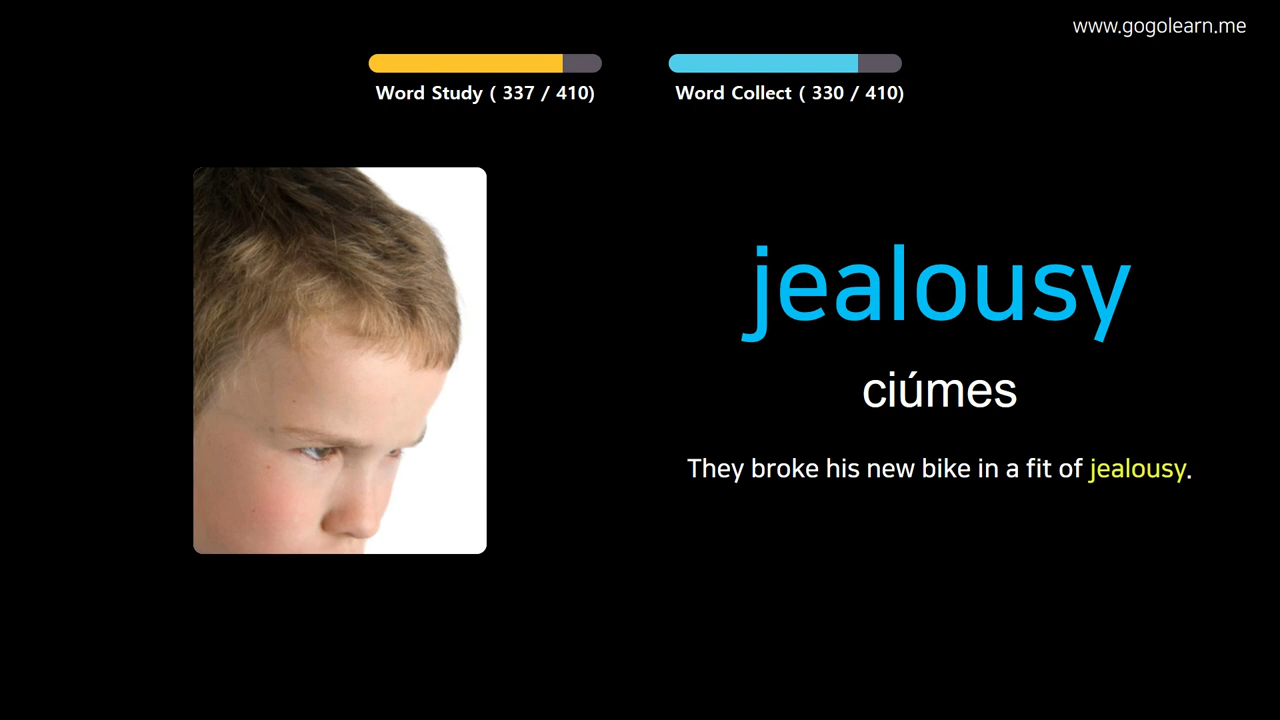 www.gogolearn.me
Word Study ( 337 / 410)
Word Collect ( 330 / 410)
jealousy
ciúmes
They broke his new bike in a fit of jealousy.